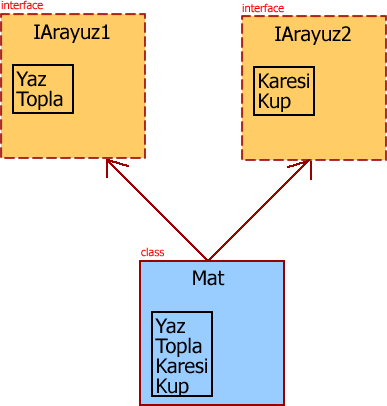 interface
IArayuz1
Yaz
Topla
interface
IArayuz2
Karesi
Kup
class
Mat
Yaz
Topla
Karesi
Kup